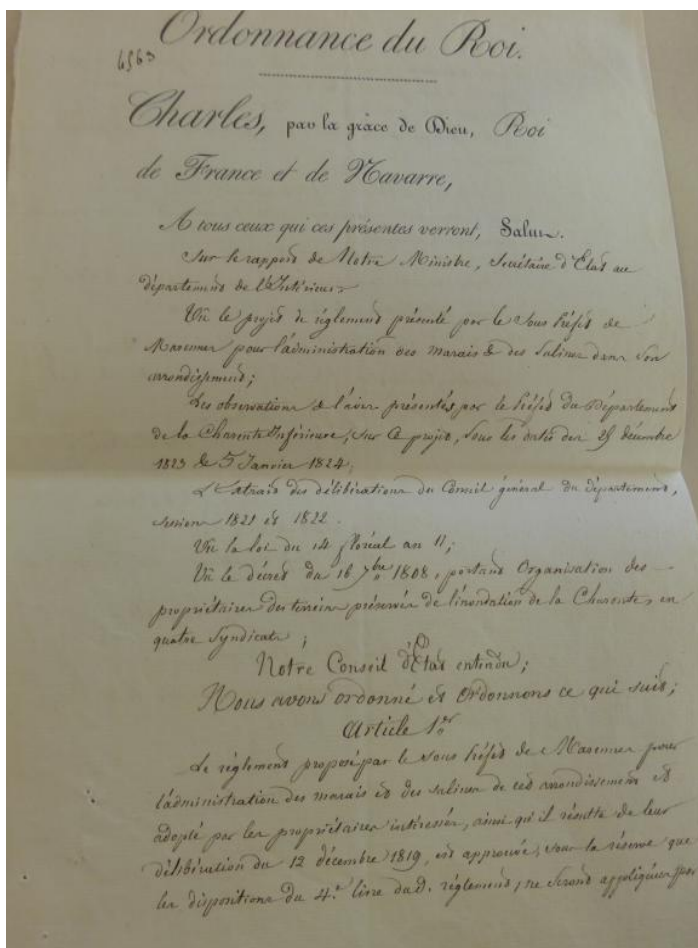 Ordonnance du Roi.
6563
Charles, par la grâce de Dieu, Roi
de France et de Navarre,
A tous ceux qui ces présentes verront, Salut.
Sur le rapport de Notre Ministre, Secrétaire d'Etat au
département de l'Intérieur
Vu le projet de réglement présenté par le Sous Préfet de
Marennes pour l'administration des marais & des Salines dans Son
arrondissement;
Les observations & l'avis présentés par le Préfet du Département
de la Charente Inférieure, sur ce projet, sous les dates des 29 décembre
1823 & 5 Janvier 1824;
L'Extrait des délibérations du Conseil général du département,
session 1821 et 1822.
Vu la loi du 14 floréal an 11;
Vu le décret du 16 7bre 1808, portant Organisation des
propriétaires des terrains préservés de l'inondation de la Charente, en
quatre Syndicats;
Notre Conseil d'Etat entendu;
Nous avons ordonné et ordonnons ce qui suit;
Article 1er
Le réglement proposé par le sous Préfet de Marennes pour
l'administration des marais et des salines de cet arrondissement et
adopté par les propriétaires intéressés, ainsi qu'il résulte de leur
délibération du 12 décembre 1819, est approuvé, sous la réserve que
les dispositions du 4e livre dud. réglement, ne seront appliquées